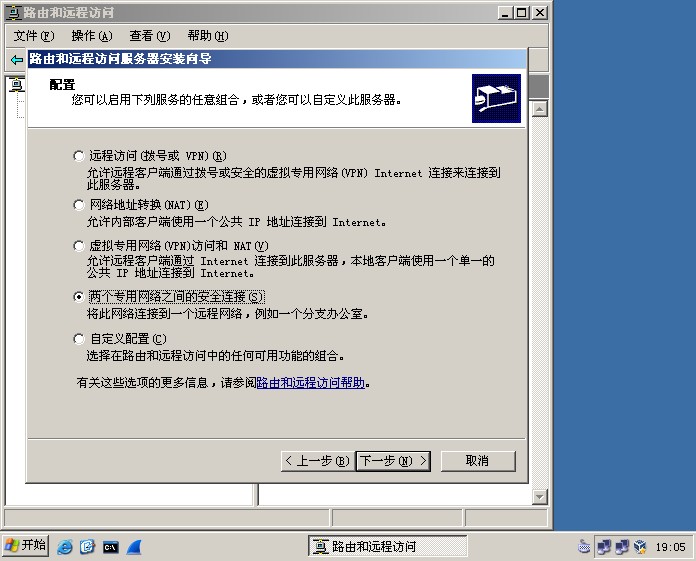 路由和远程访问
文件(F) 操作(A) 查看(V) 帮助(H)
路由和远程访问服务器安装向导
配置
您可以启用下列服务的任意组合，或者您可以自定义此服务器。
远程访问(拨号或 VPN)(R)
允许远程客户端通过拨号或安全的虚拟专用网络(VPN) Internet 连接来连接到
此服务器。
网络地址转换(NAT)(E)
允许内部客户端使用一个公共 IP 地址连接到 Internet。
虚拟专用网络(VPN)访问和 NAT(V)
允许远程客户端通过 Internet 连接到此服务器，本地客户端使用一个单一的
公共 IP 地址连接到 Internet。
两个专用网络之间的安全连接(S)
将此网络连接到一个远程网络，例如一个分支办公室。
自定义配置(C)
选择在路由和远程访问中的任何可用功能的组合。
有关这些选项的更多信息，请参阅路由和远程访问帮助。
< 上一步(B) 下一步(N) > 取消
开始 路由和远程访问 19:05